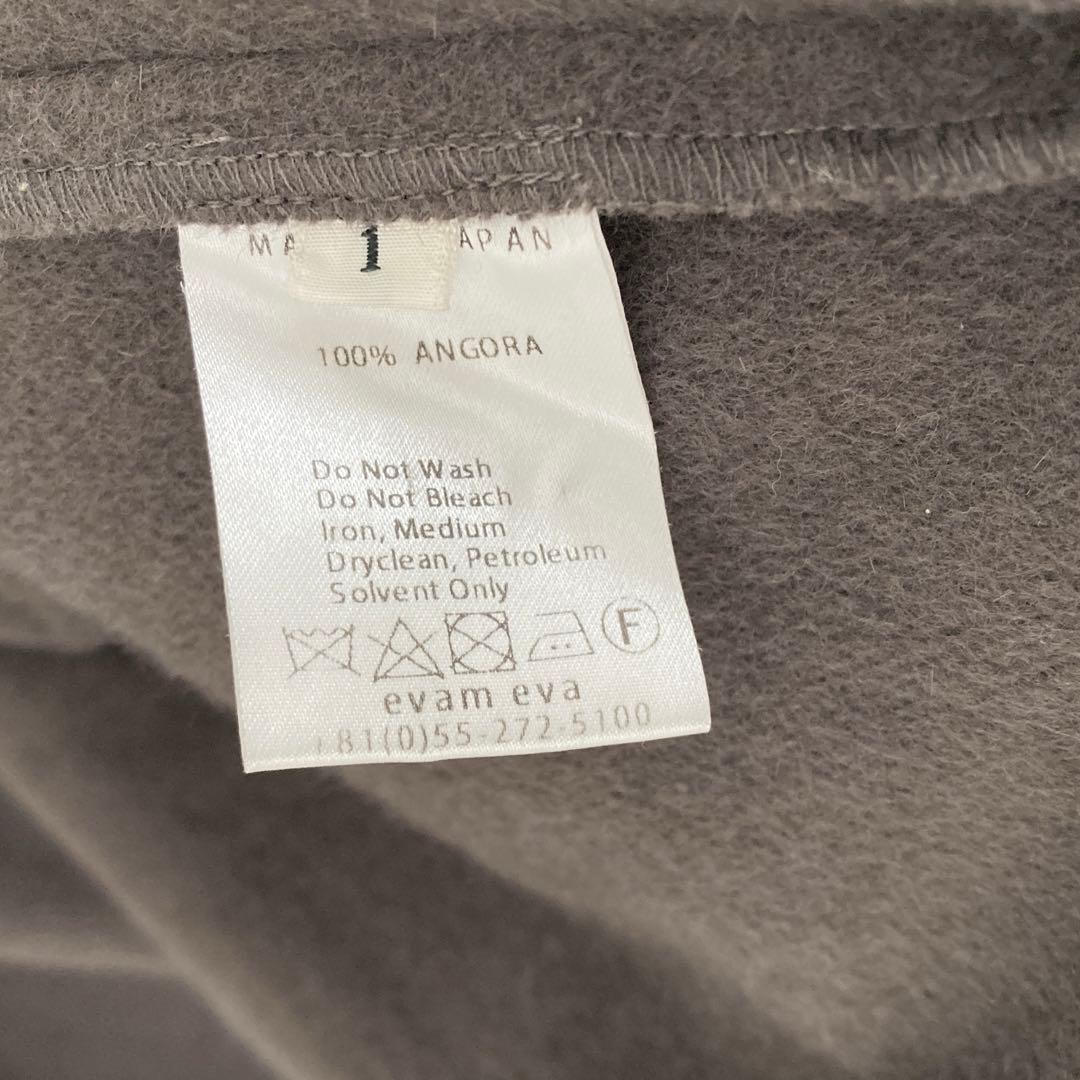 MA 1 APAN
100% ANGORA
Do Not Wash
Do Not Bleach
Iron, Medium
Dryclean, Petroleum
Solvent Only
F
evam eva
+81(0)55-272-5100